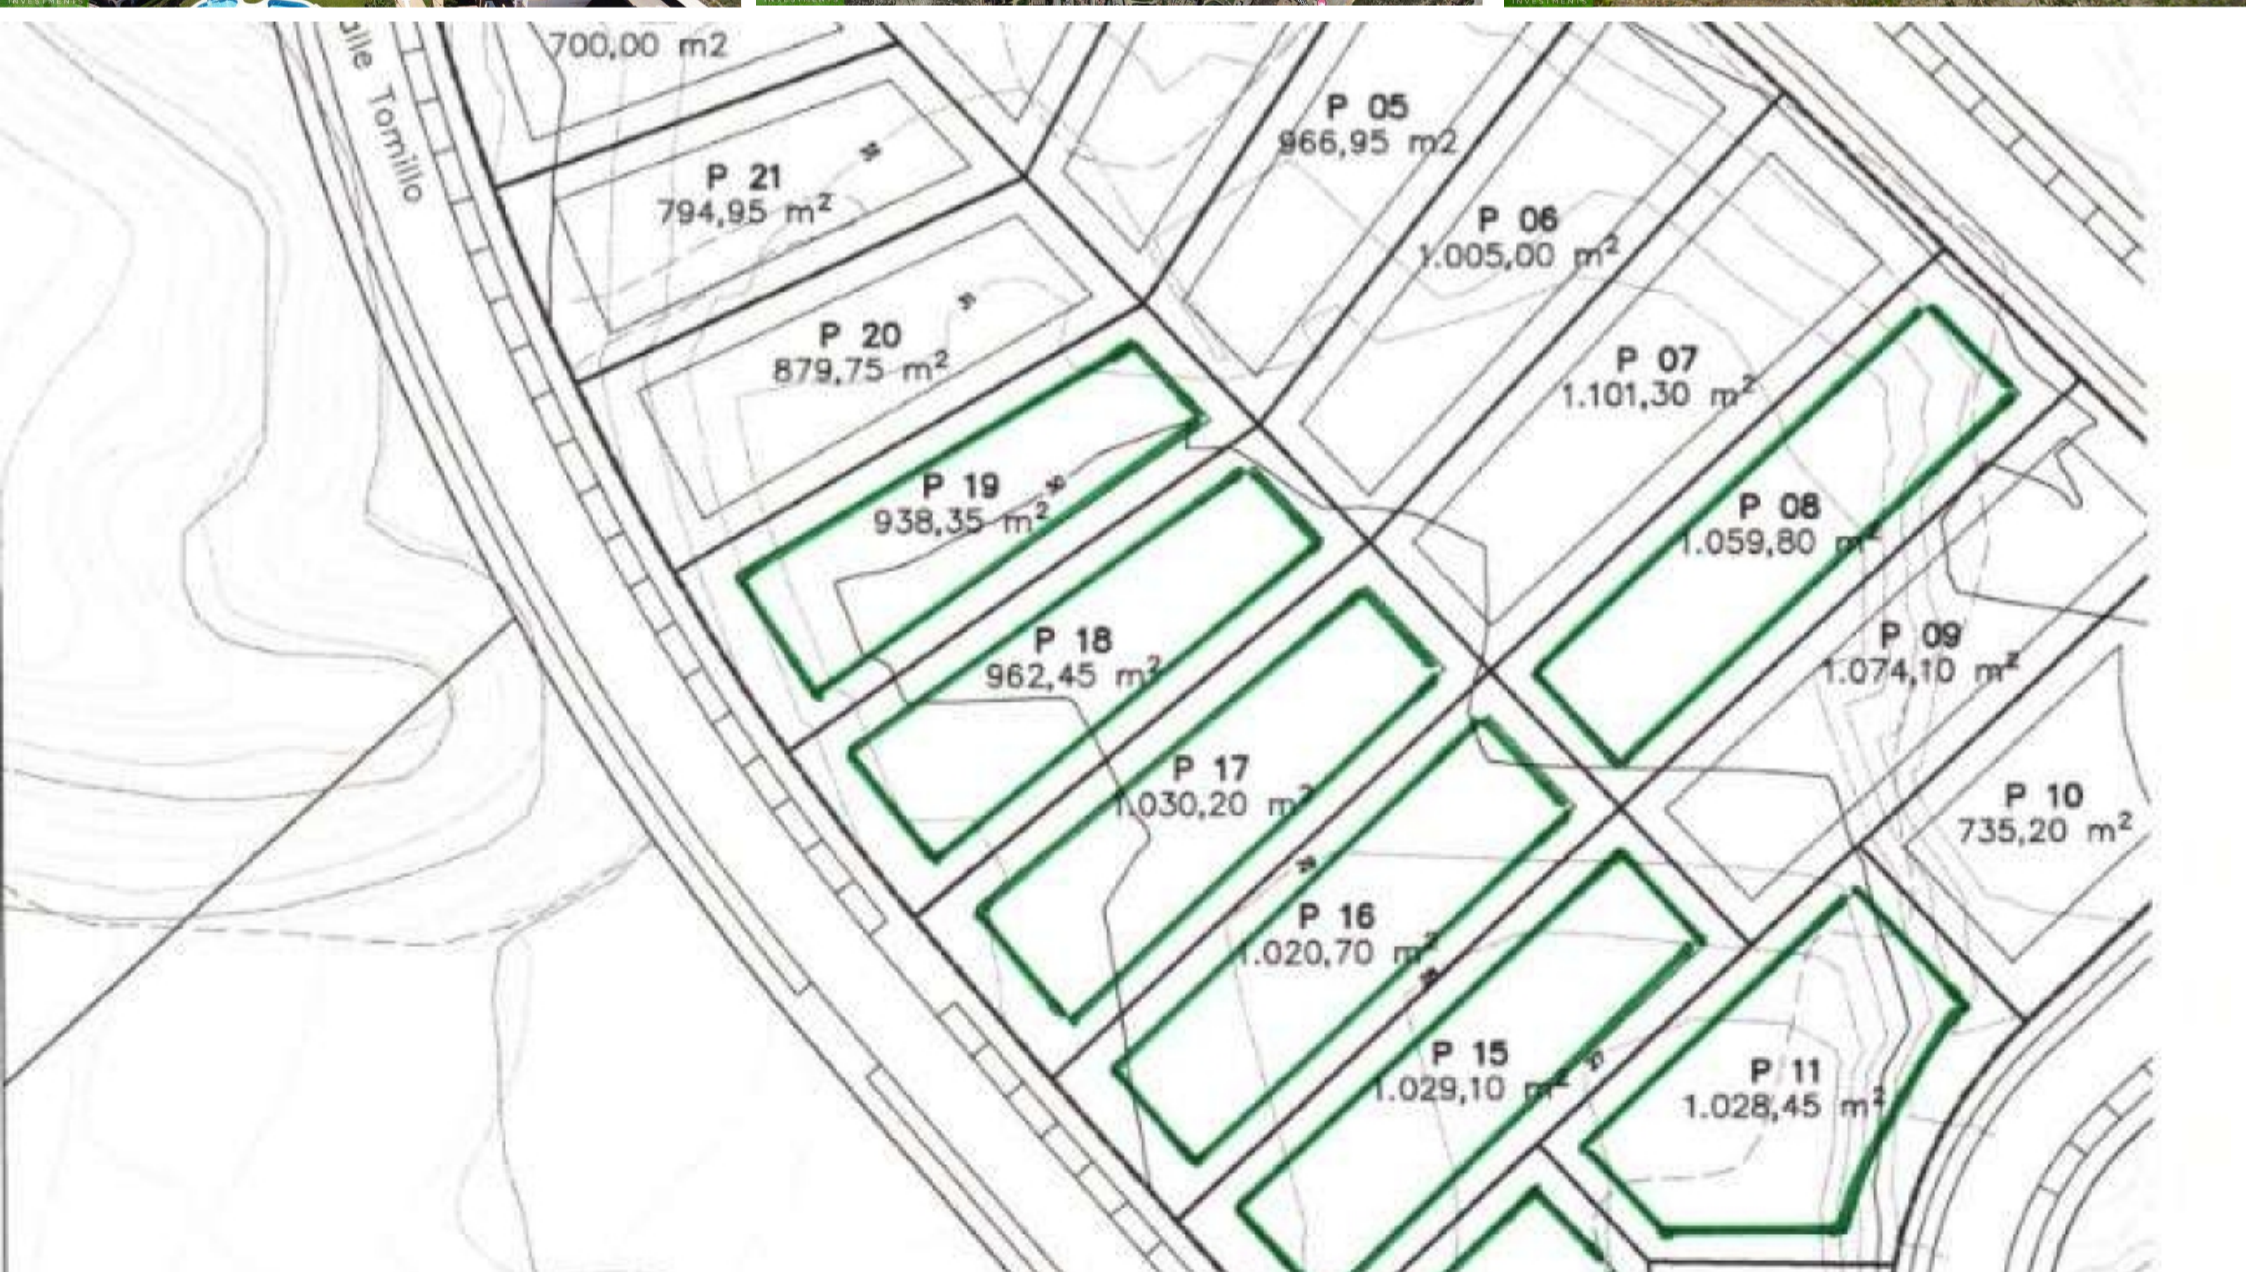 Tomillo
700,00 m2
P 05
966,95 m2
P 21
794,95 m²
P 06
1.005,00 m²
P 20
879,75 m²
P 07
1.101,30 m²
P 19
938,35 m²
P 08
1.059,80 m²
P 18
962,45 m²
P 09
1.074,10 m²
P 17
1.030,20 m²
P 10
735,20 m²
P 16
1.020,70 m²
P 15
1.029,10 m²
P 11
1.028,45 m²